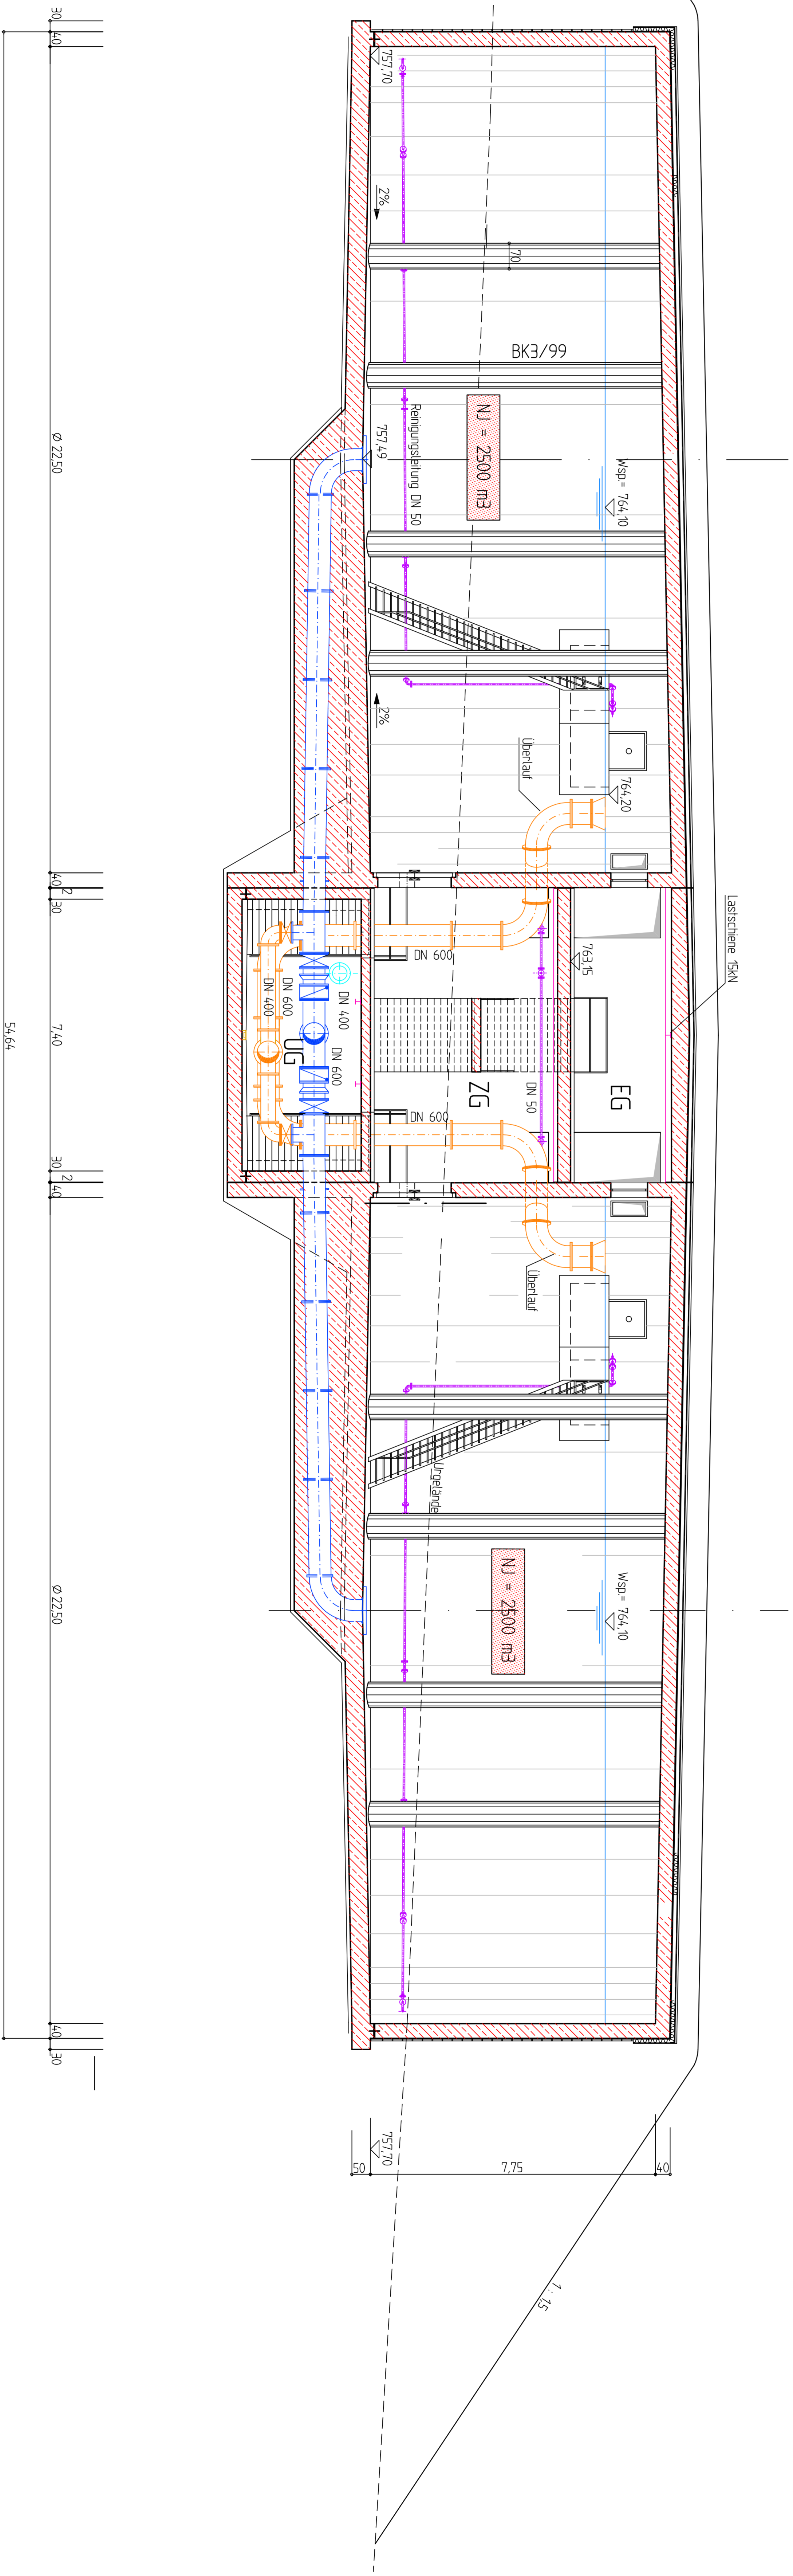 Lastschiene 15kN
Wsp.= 764,10
764,20
EG
Wsp.= 764,10
763,15
BK3/99
70
NJ = 2500 m3
Überlauf
DN 50
Überlauf
NJ = 2500 m3
ZG
Urgelände
1 : 1,5
757,70
2%
Reinigungsleitung DN 50
757,49
2%
DN 600
DN 600
757,70
40
7,75
50
DN 400
DN 600
UG
DN 600
DN 400
30
40
Ø 22,50
40
2
30
7,40
30
2
40
Ø 22,50
40
30
54,64